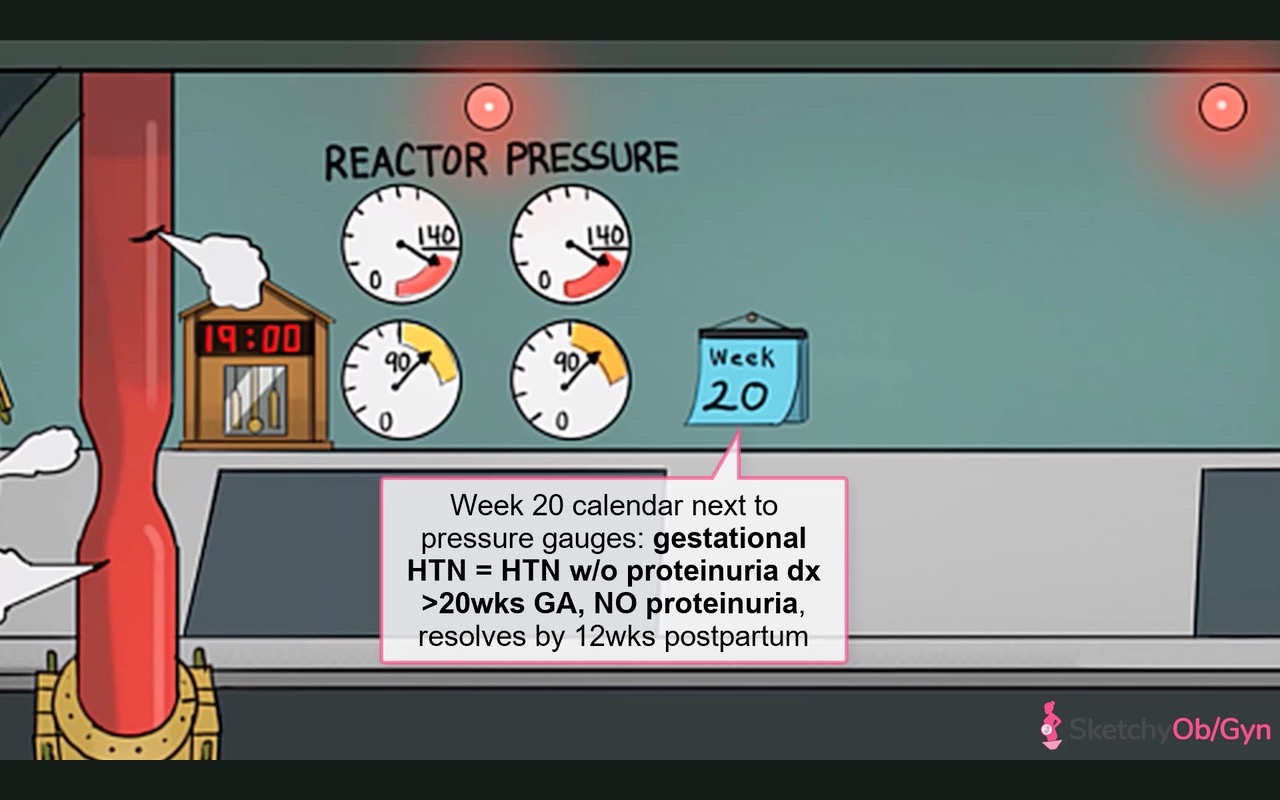 REACTOR PRESSURE
140
140
0
0
19:00
90
90
0
0
Week
20
Week 20 calendar next to
pressure gauges: gestational
HTN = HTN w/o proteinuria dx
>20wks GA, NO proteinuria,
resolves by 12wks postpartum
SketchyOb/Gyn